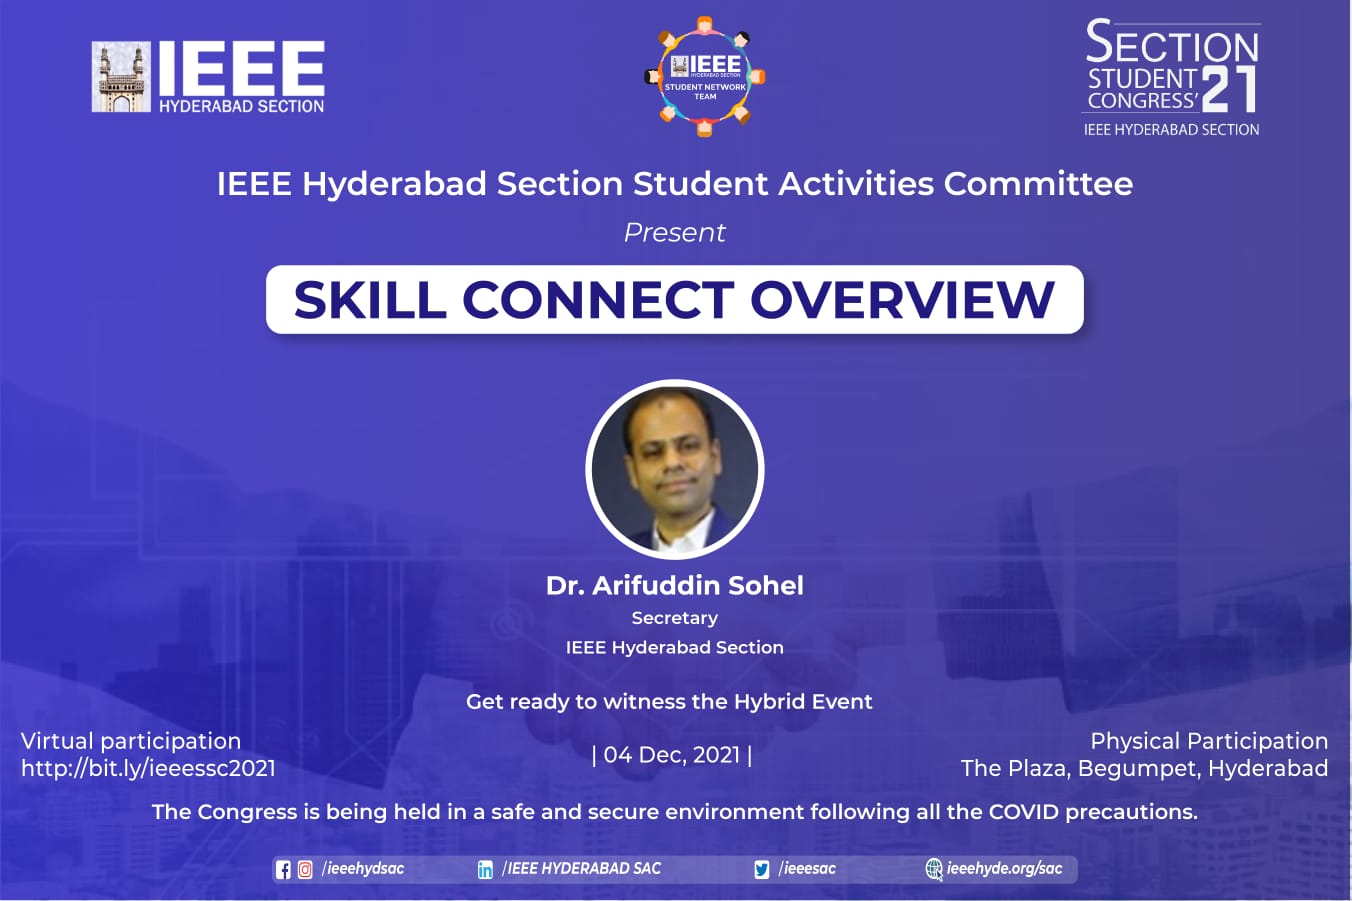 IEEE
HYDERABAD SECTION
IEEE
HYDERABAD SECTION
STUDENT NETWORK
TEAM
SECTION
STUDENT
CONGRESS'21
IEEE HYDERABAD SECTION
IEEE Hyderabad Section Student Activities Committee
Present
SKILL CONNECT OVERVIEW
Dr. Arifuddin Sohel
Secretary
IEEE Hyderabad Section
Get ready to witness the Hybrid Event
Virtual participation
http://bit.ly/ieeessc2021
| 04 Dec, 2021 |
Physical Participation
The Plaza, Begumpet, Hyderabad
The Congress is being held in a safe and secure environment following all the COVID precautions.
/ieeehydsac
/IEEE HYDERABAD SAC
/ieeesac
ieeehyde.org/sac